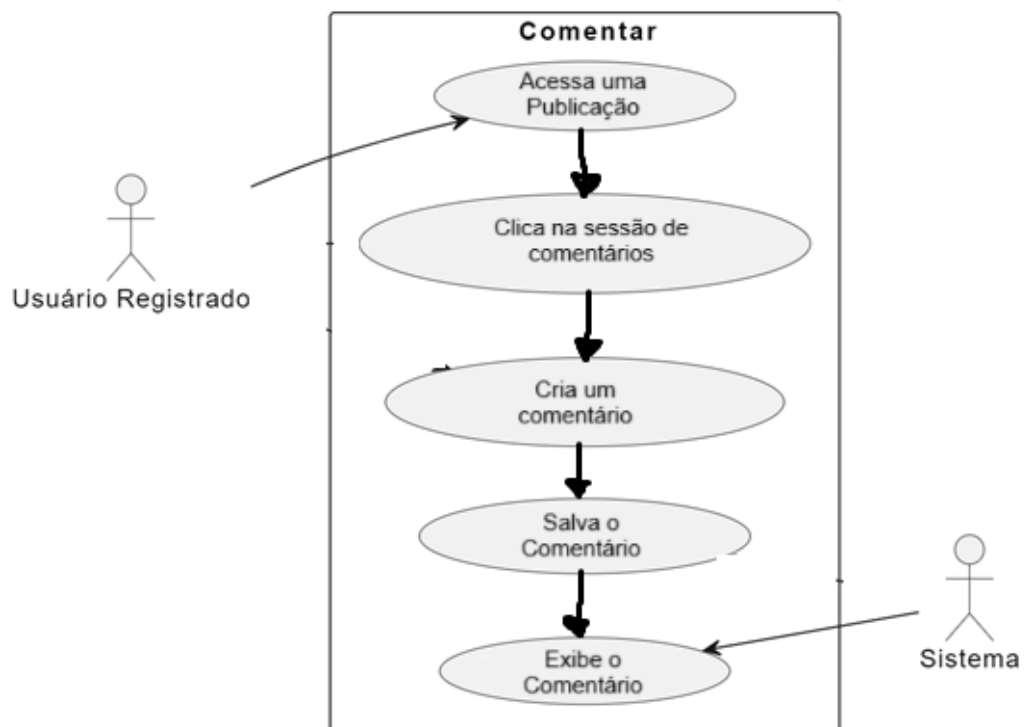 Comentar
Acessa uma
Publicação
Clica na sessão de
comentários
Usuário Registrado
Cria um
comentário
Salva o
Comentário
Exibe o
Comentário
Sistema